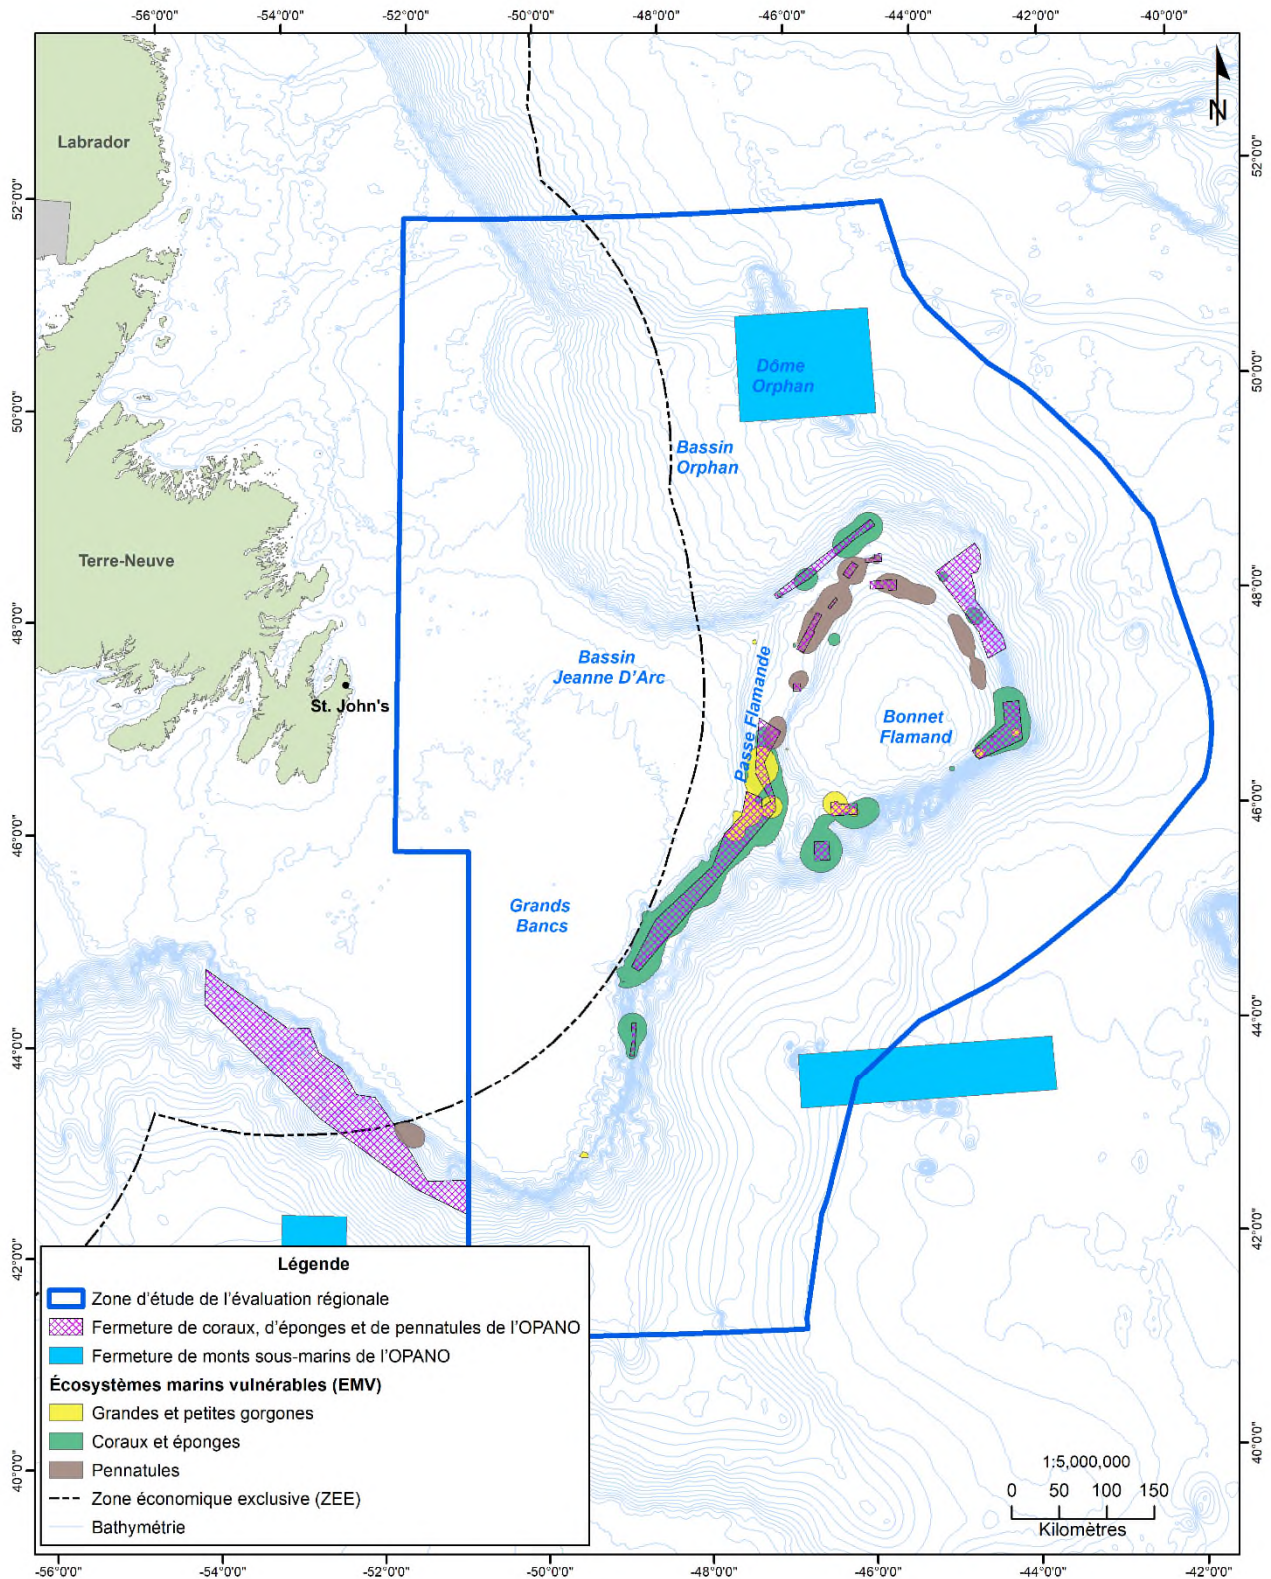 -56°0'0" -54°0'0" -52°0'0" -50°0'0" -48°0'0" -46°0'0" -44°0'0" -42°0'0" -40°0'0"
N
Labrador
52°0'0" 52°0'0"
Dôme
Orphan
50°0'0" 50°0'0"
Bassin
Orphan
Terre-Neuve
48°0'0" 48°0'0"
Bassin
Jeanne D'Arc
Passe Flamande
St. John's
Bonnet
Flamand
46°0'0" 46°0'0"
Grands
Bancs
44°0'0" 44°0'0"
42°0'0" 42°0'0"
Légende
Zone d'étude de l'évaluation régionale
Fermeture de coraux, d'éponges et de pennatules de l'OPANO
Fermeture de monts sous-marins de l'OPANO
Écosystèmes marins vulnérables (EMV)
Grandes et petites gorgones
Coraux et éponges
Pennatules
Zone économique exclusive (ZEE)
Bathymétrie
40°0'0" 40°0'0"
1:5,000,000
0 50 100 150
Kilomètres
-56°0'0" -54°0'0" -52°0'0" -50°0'0" -48°0'0" -46°0'0" -44°0'0" -42°0'0"